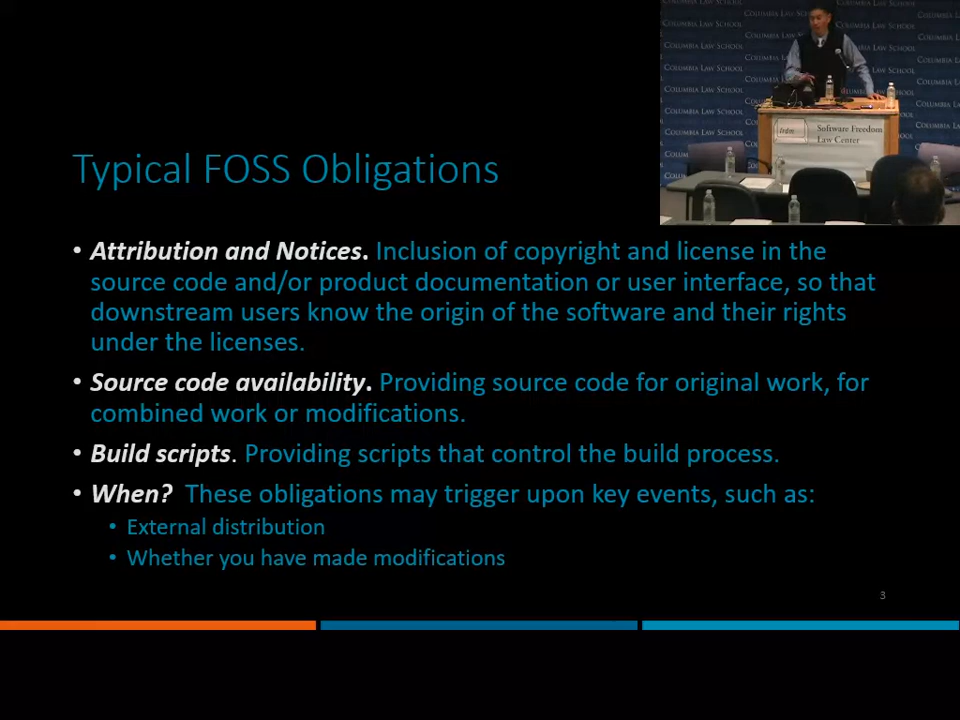 COLUMBIA LAW SCHOOL
Software Freedom
Law Center
Typical FOSS Obligations
• Attribution and Notices. Inclusion of copyright and license in the
source code and/or product documentation or user interface, so that
downstream users know the origin of the software and their rights
under the licenses.
• Source code availability. Providing source code for original work, for
combined work or modifications.
• Build scripts. Providing scripts that control the build process.
• When? These obligations may trigger upon key events, such as:
• External distribution
• Whether you have made modifications
3